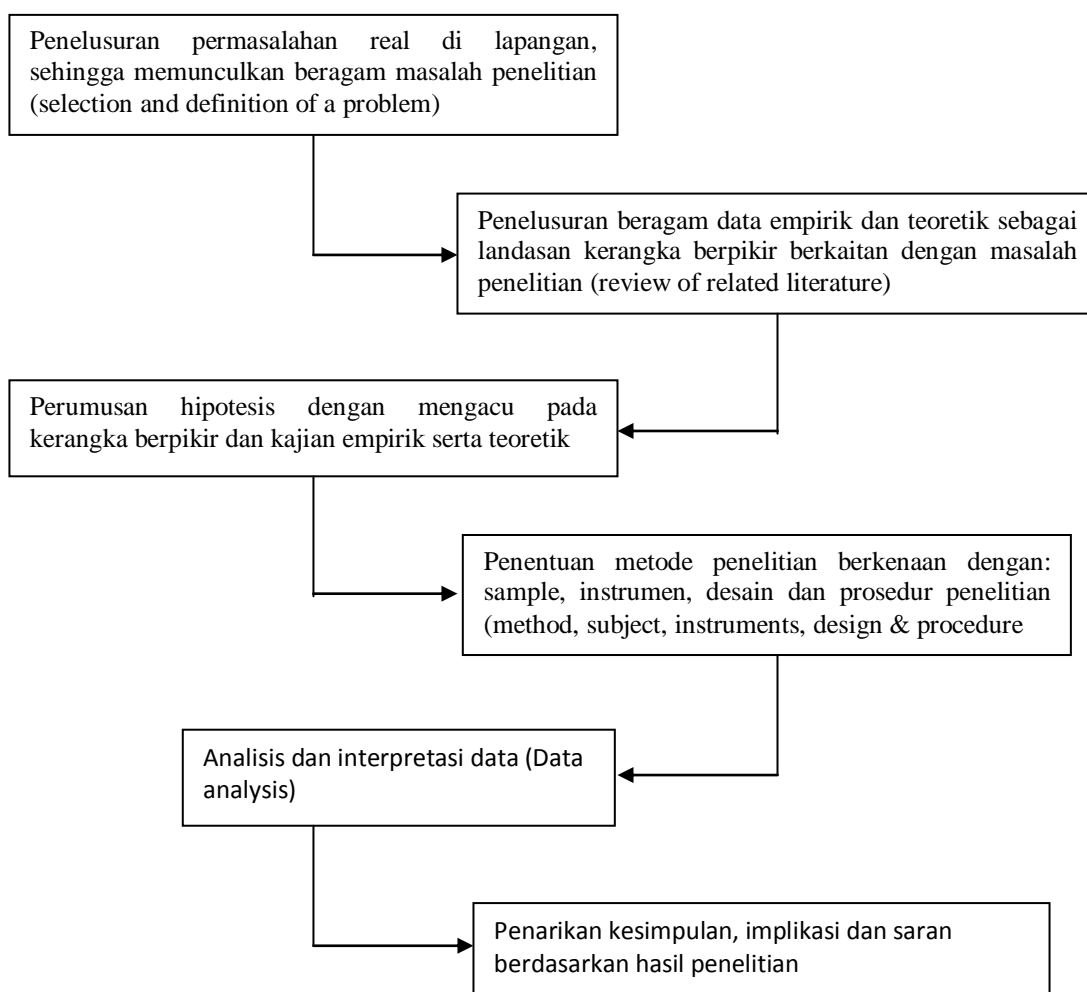 Penelusuran permasalahan real di lapangan,
sehingga memunculkan beragam masalah penelitian
(selection and definition of a problem)
Penelusuran beragam data empirik dan teoretik sebagai
landasan kerangka berpikir berkaitan dengan masalah
penelitian (review of related literature)
Perumusan hipotesis dengan mengacu pada
kerangka berpikir dan kajian empirik serta teoretik
Penentuan metode penelitian berkenaan dengan:
sample, instrumen, desain dan prosedur penelitian
(method, subject, instruments, design & procedure
Analisis dan interpretasi data (Data
analysis)
Penarikan kesimpulan, implikasi dan saran
berdasarkan hasil penelitian